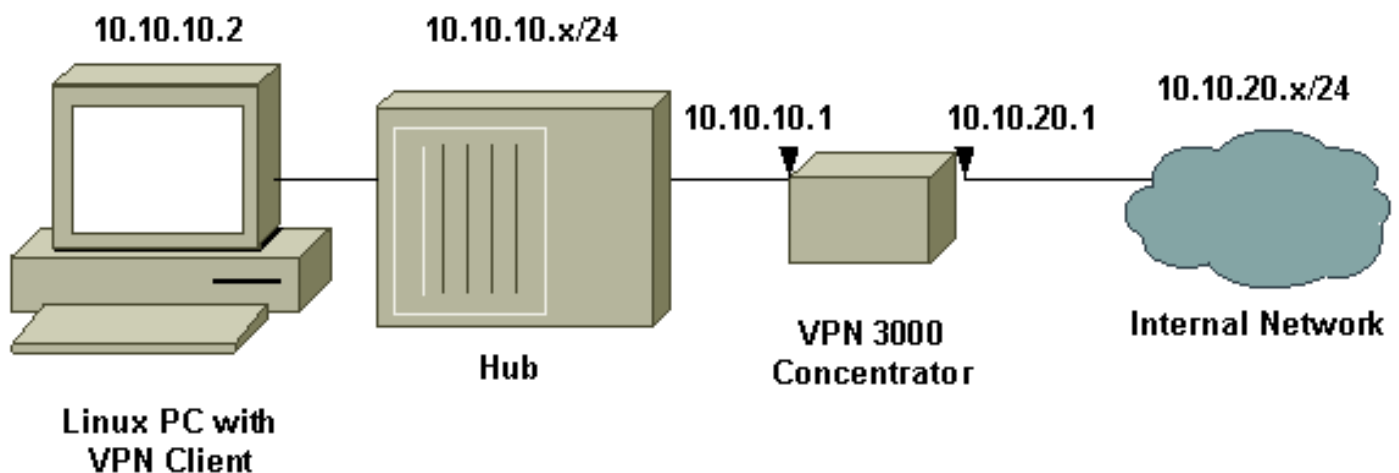 10.10.10.2
10.10.10.x/24
10.10.10.1
10.10.20.1
10.10.20.x/24
Linux PC with
VPN Client
Hub
VPN 3000
Concentrator
Internal Network